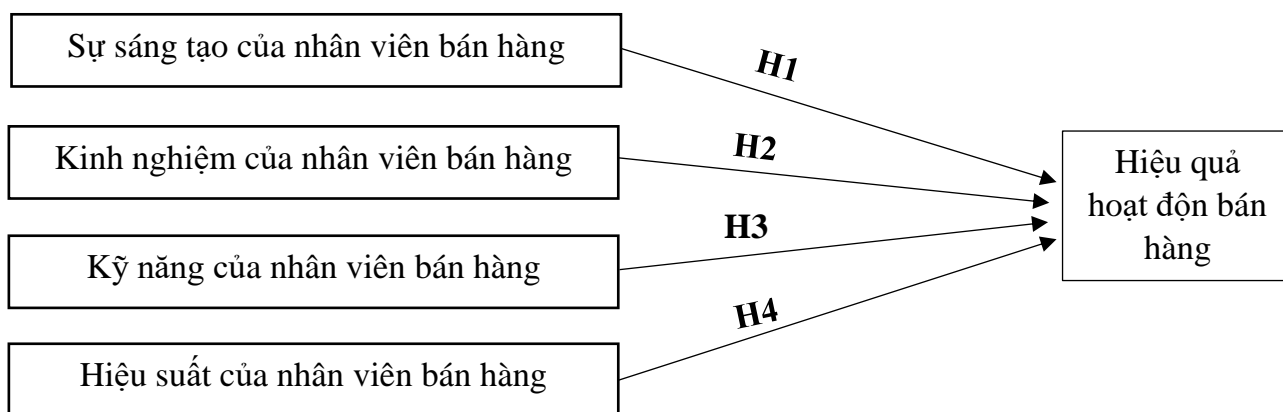 Sự sáng tạo của nhân viên bán hàng
H1
Kinh nghiệm của nhân viên bán hàng
H2
Kỹ năng của nhân viên bán hàng
H3
Hiệu suất của nhân viên bán hàng
H4
Hiệu quả
hoạt độn bán
hàng